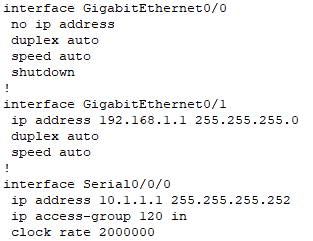 interface GigabitEthernet0/0
 no ip address
 duplex auto
 speed auto
 shutdown
!
interface GigabitEthernet0/1
 ip address 192.168.1.1 255.255.255.0
 duplex auto
 speed auto
!
interface Serial0/0/0
 ip address 10.1.1.1 255.255.255.252
 ip access-group 120 in
 clock rate 2000000